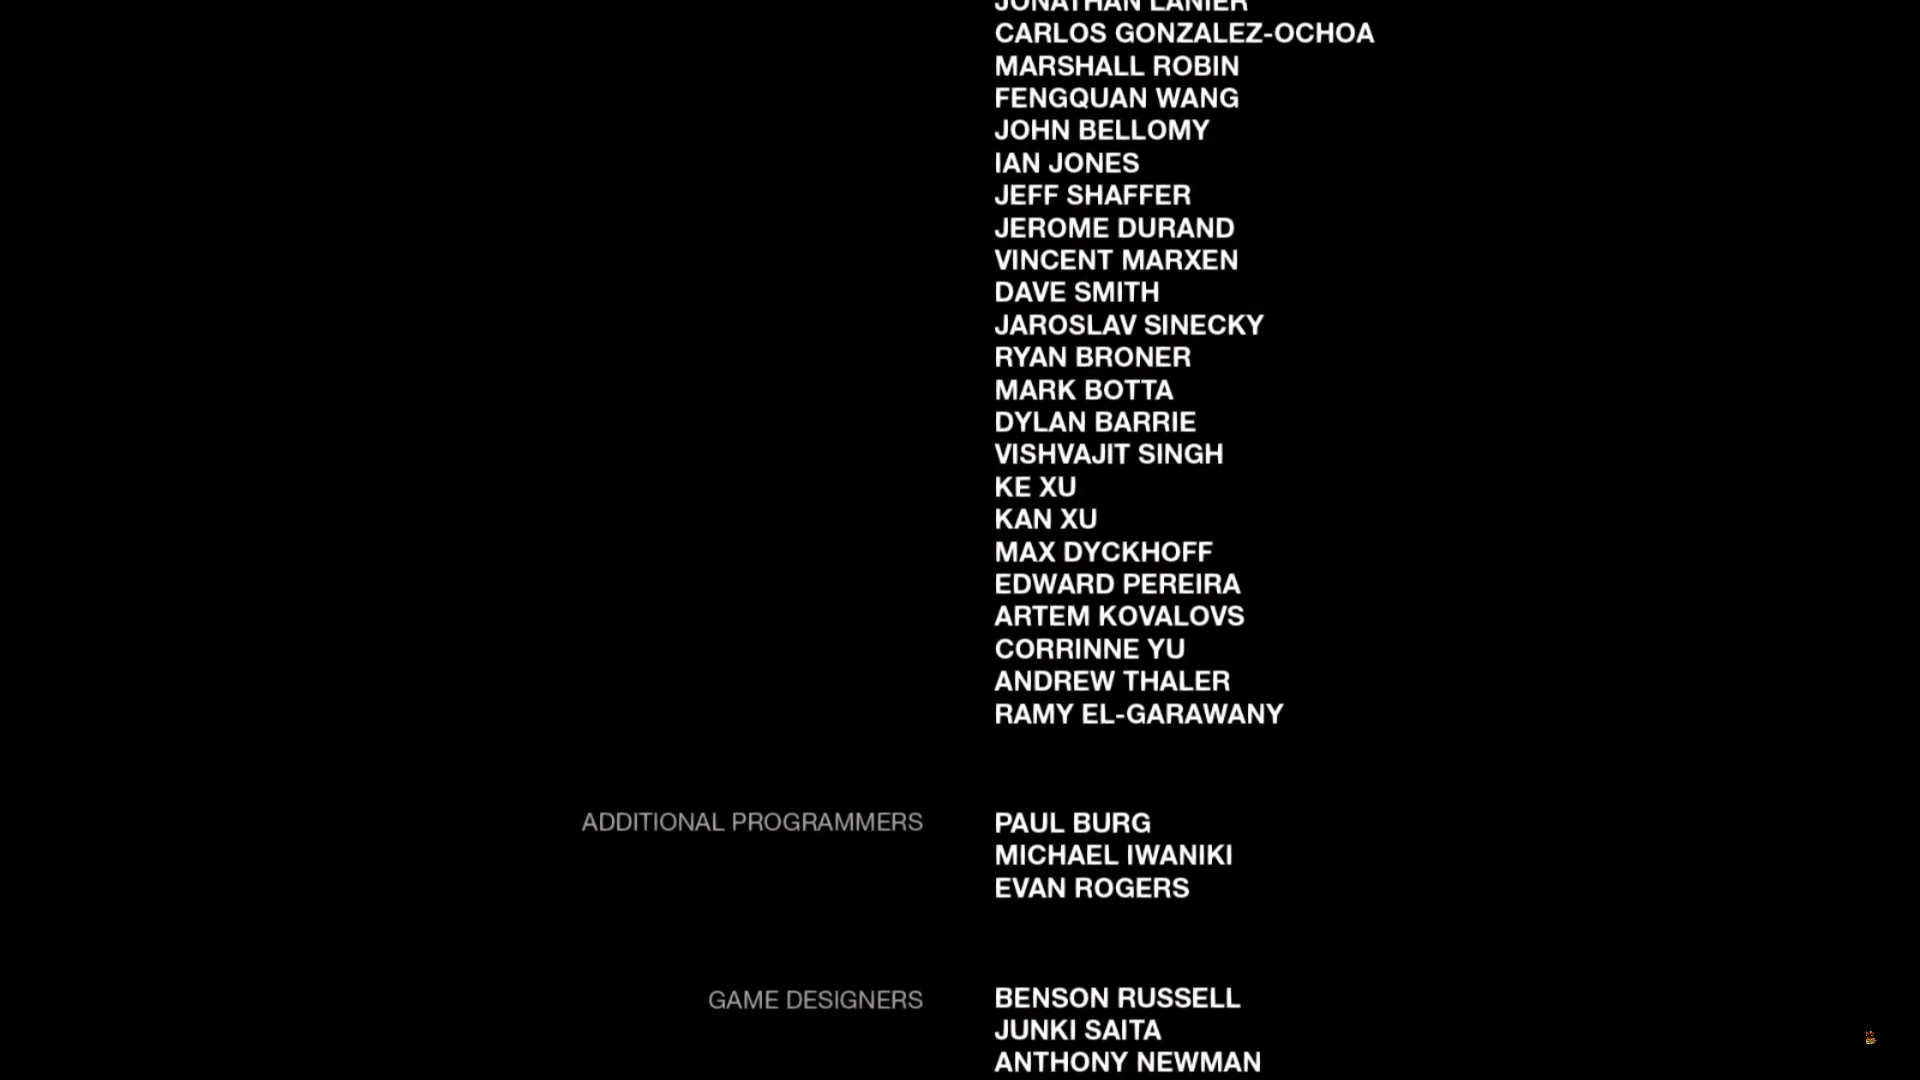 JONATHAN LANIER
CARLOS GONZALEZ-OCHOA
MARSHALL ROBIN
FENGQUAN WANG
JOHN BELLOMY
IAN JONES
JEFF SHAFFER
JEROME DURAND
VINCENT MARXEN
DAVE SMITH
JAROSLAV SINECKY
RYAN BRONER
MARK BOTTA
DYLAN BARRIE
VISHVAJIT SINGH
KE XU
KAN XU
MAX DYCKHOFF
EDWARD PEREIRA
ARTEM KOVALOVS
CORRINNE YU
ANDREW THALER
RAMY EL-GARAWANY
ADDITIONAL PROGRAMMERS PAUL BURG
MICHAEL IWANIKI
EVAN ROGERS
GAME DESIGNERS BENSON RUSSELL
JUNKI SAITA
ANTHONY NEWMAN